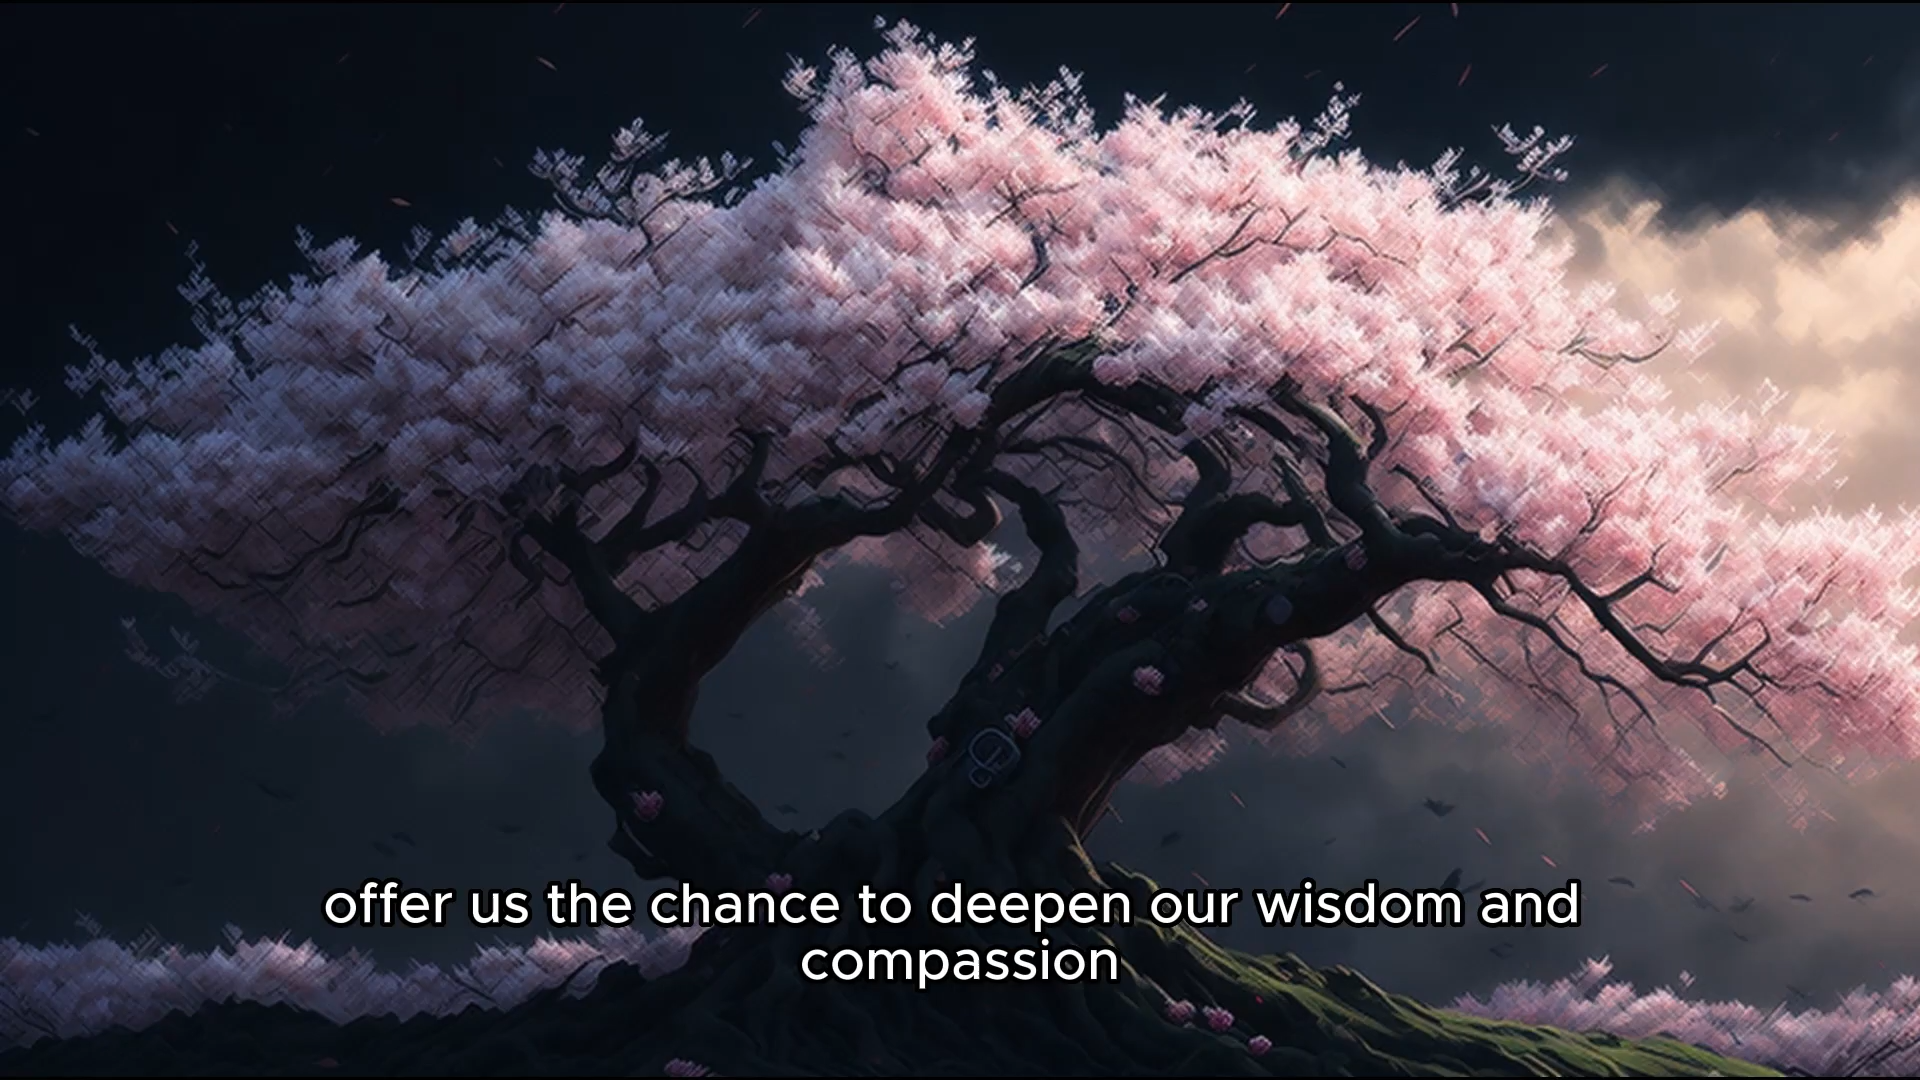 offer us the chance to deepen our wisdom and
compassion